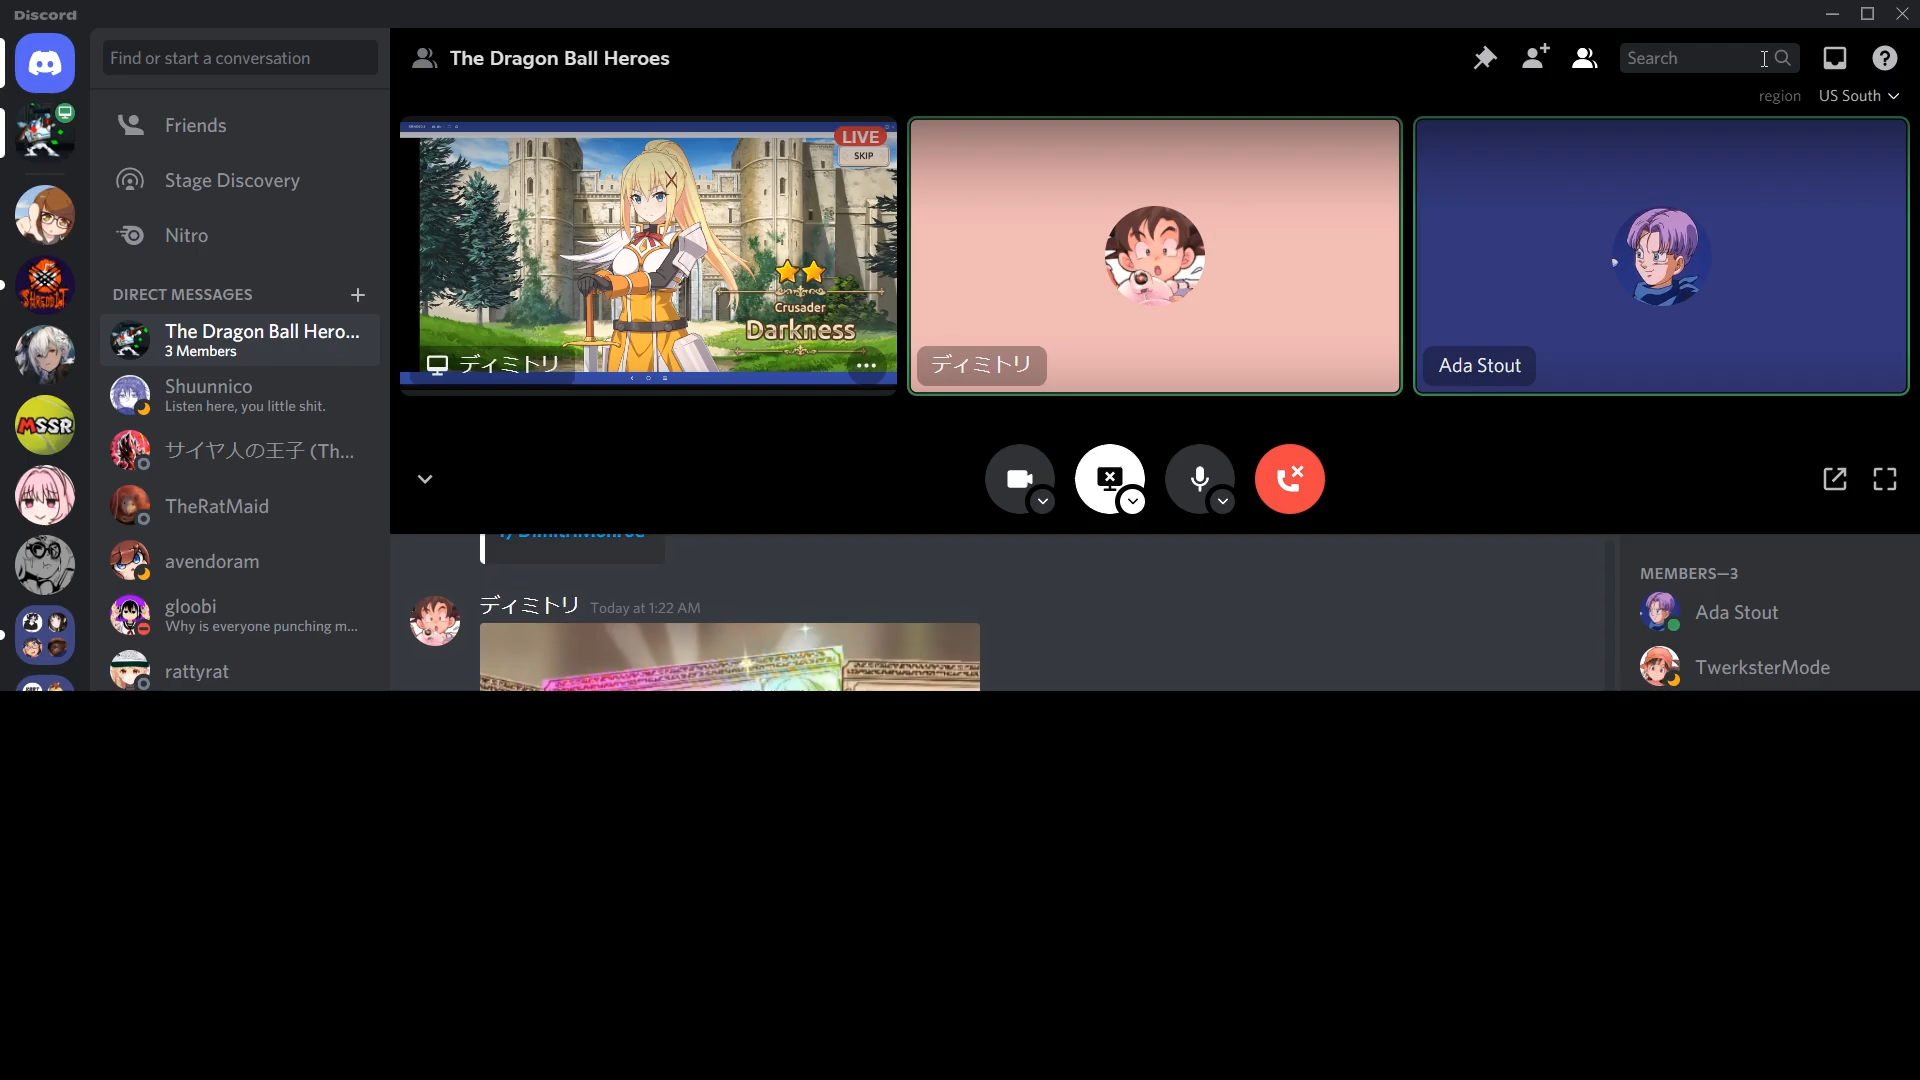 Discord
Find or start a conversation
The Dragon Ball Heroes
Search
region US South
Friends
Stage Discovery
Nitro
DIRECT MESSAGES
The Dragon Ball Hero...
3 Members
Shuunnico
Listen here, you little shit.
サイヤ人の王子 (Th...
TheRatMaid
avendoram
gloobi
Why is everyone punching m...
rattyrat
SHREDDIT
MSSR
LIVE
SKIP
Crusader
Darkness
ディミトリ
ディミトリ
Ada Stout
ディミトリ Today at 1:22 AM
MEMBERS—3
Ada Stout
TwerksterMode